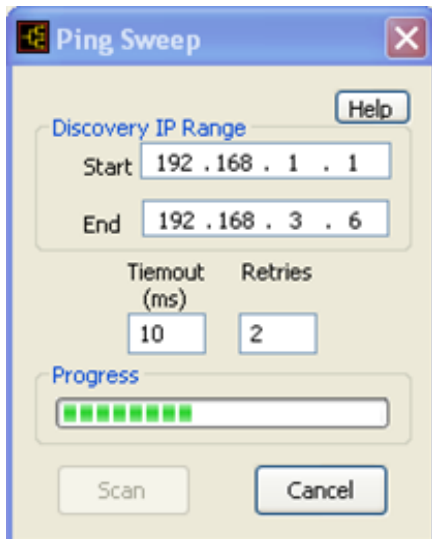 Ping Sweep
Help
Discovery IP Range
Start 192 . 168 . 1 . 1
End 192 . 168 . 3 . 6
Tiemout Retries
(ms)
10 2
Progress
Scan Cancel